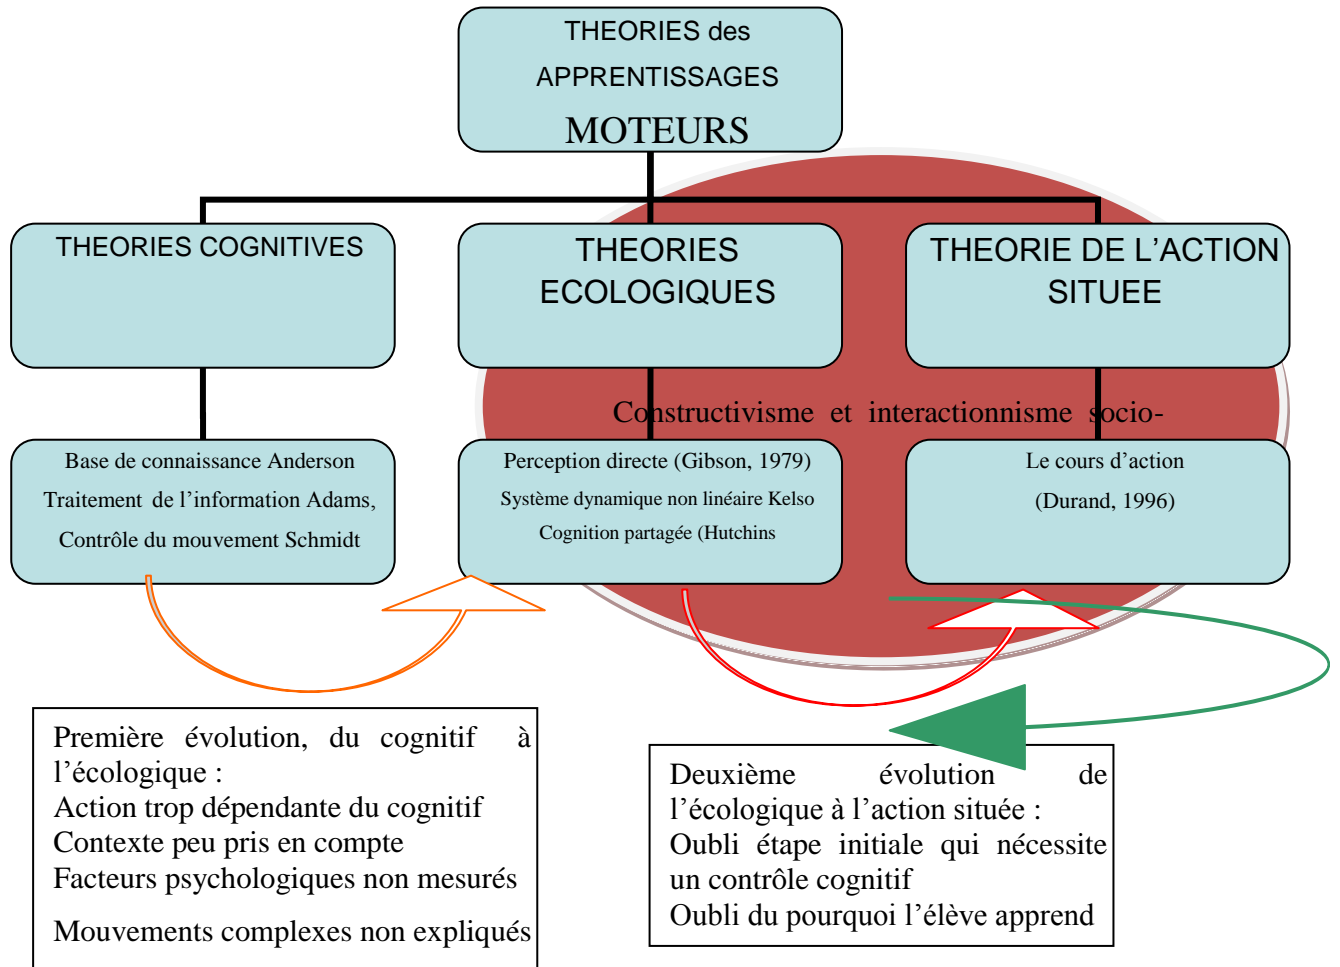 THEORIES des
APPRENTISSAGES
MOTEURS
THEORIES COGNITIVES
THEORIES
ECOLOGIQUES
THEORIE DE L’ACTION
SITUEE
Constructivisme et interactionnisme socio-
Base de connaissance Anderson
Traitement de l’information Adams,
Contrôle du mouvement Schmidt
Perception directe (Gibson, 1979)
Système dynamique non linéaire Kelso
Cognition partagée (Hutchins
Le cours d’action
(Durand, 1996)
Première évolution, du cognitif à
l’écologique :
Action trop dépendante du cognitif
Contexte peu pris en compte
Facteurs psychologiques non mesurés
Mouvements complexes non expliqués
Deuxième évolution de
l’écologique à l’action située :
Oubli étape initiale qui nécessite
un contrôle cognitif
Oubli du pourquoi l’élève apprend